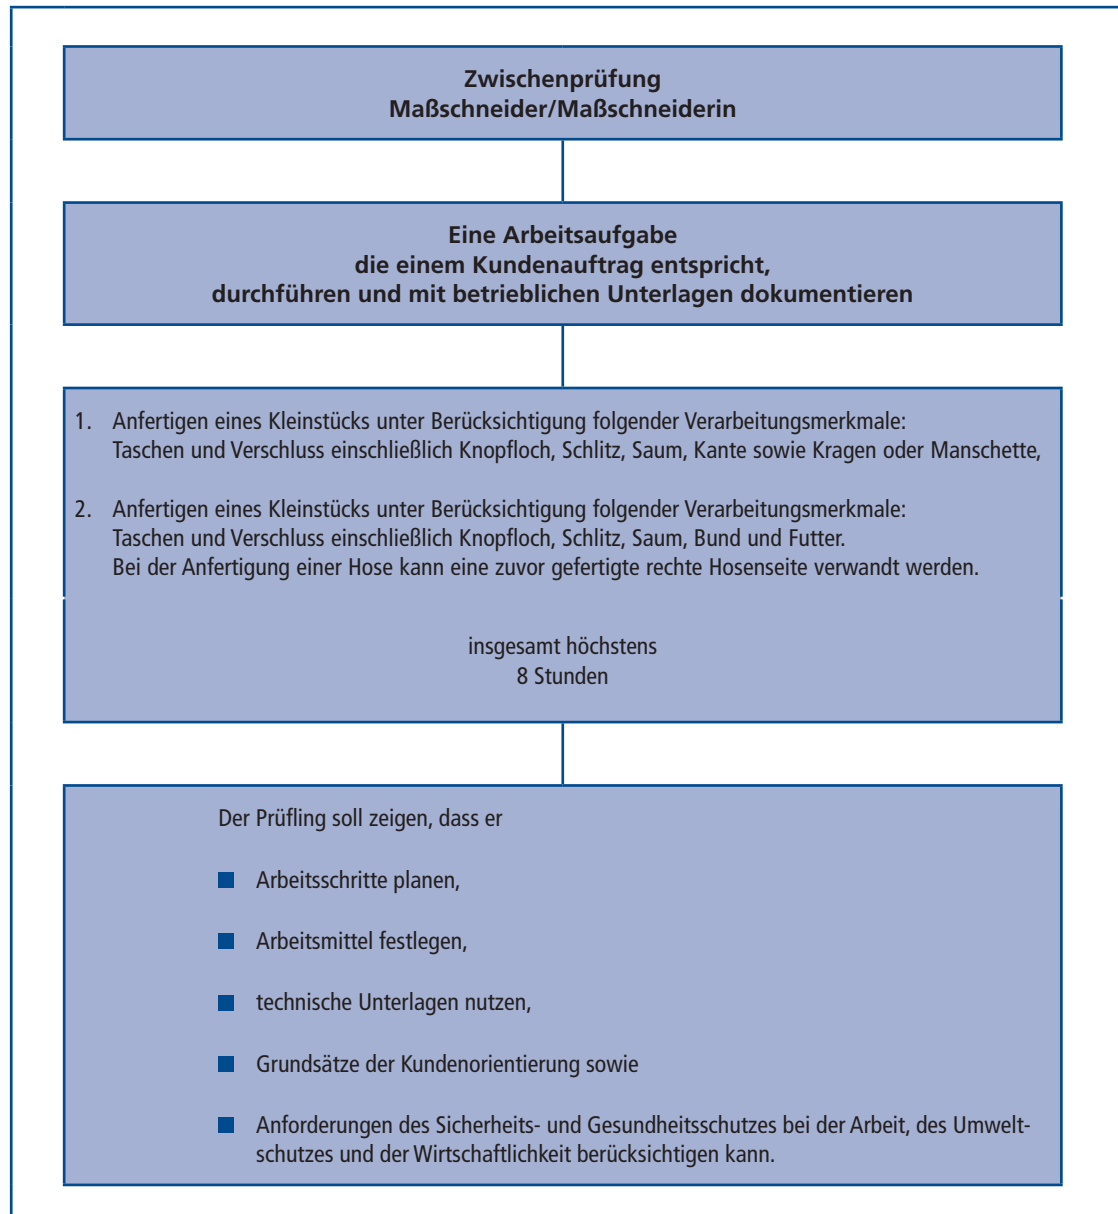 Zwischenprüfung
Maßschneider/Maßschneiderin
Eine Arbeitsaufgabe
die einem Kundenauftrag entspricht,
durchführen und mit betrieblichen Unterlagen dokumentieren
1. Anfertigen eines Kleinstücks unter Berücksichtigung folgender Verarbeitungsmerkmale:
Taschen und Verschluss einschließlich Knopfloch, Schlitz, Saum, Kante sowie Kragen oder Manschette,
2. Anfertigen eines Kleinstücks unter Berücksichtigung folgender Verarbeitungsmerkmale:
Taschen und Verschluss einschließlich Knopfloch, Schlitz, Saum, Bund und Futter.
Bei der Anfertigung einer Hose kann eine zuvor gefertigte rechte Hosenseite verwandt werden.
insgesamt höchstens
8 Stunden
Der Prüfling soll zeigen, dass er
■ Arbeitsschritte planen,
■ Arbeitsmittel festlegen,
■ technische Unterlagen nutzen,
■ Grundsätze der Kundenorientierung sowie
■ Anforderungen des Sicherheits- und Gesundheitsschutzes bei der Arbeit, des Umwelt-
schutzes und der Wirtschaftlichkeit berücksichtigen kann.